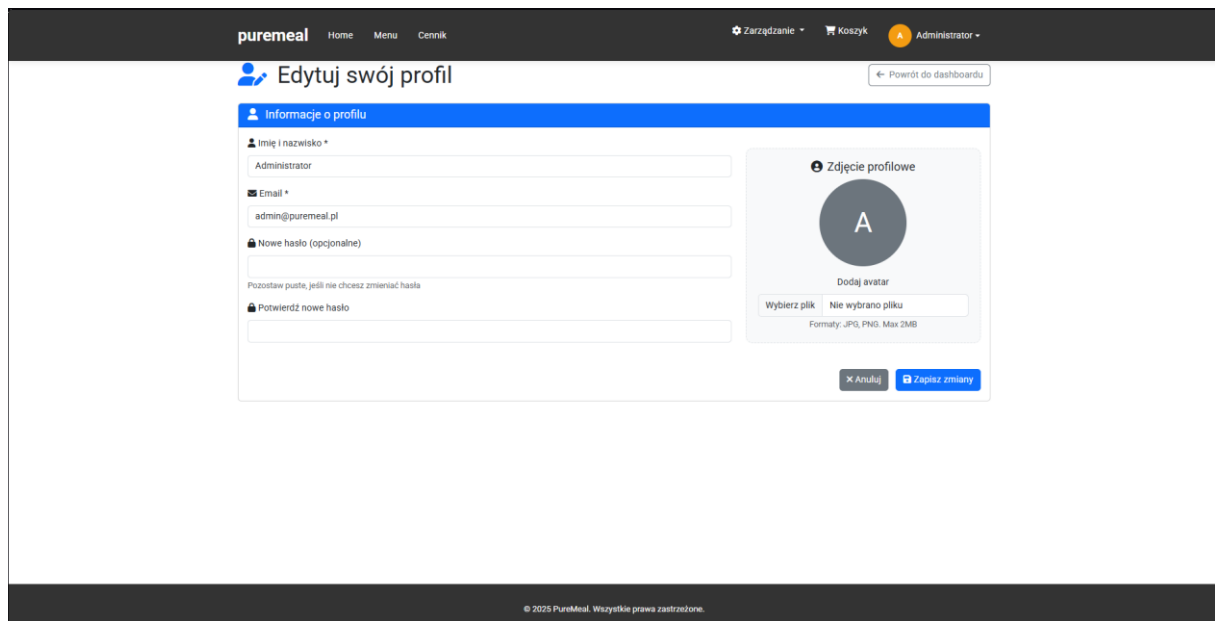 puremeal Home Menu Cennik Zarządzanie Koszyk A Administrator
Edytuj swój profil
← Powrót do dashboardu
Informacje o profilu
Imię i nazwisko *
Administrator
Email *
admin@puremeal.pl
Nowe hasło (opcjonalne)
Pozostaw puste, jeśli nie chcesz zmieniać hasła
Potwierdź nowe hasło
Zdjęcie profilowe
A
Dodaj avatar
Wybierz plik Nie wybrano pliku
Formaty: JPG, PNG. Max 2MB
Anuluj Zapisz zmiany
© 2025 PureMeal. Wszystkie prawa zastrzeżone.